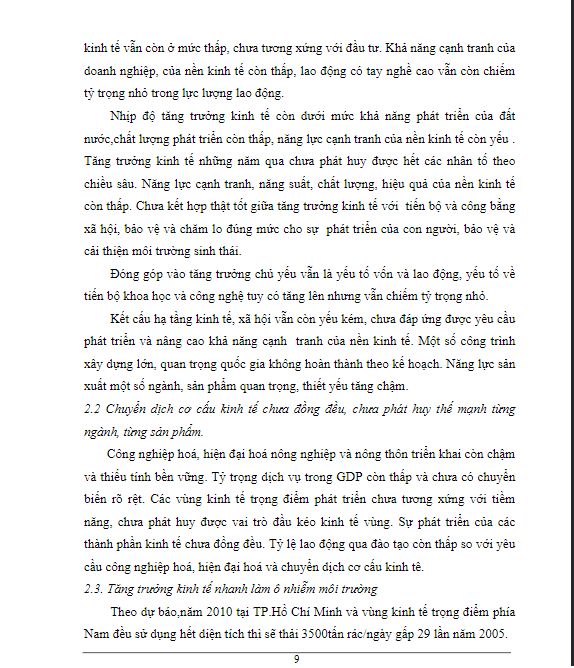 kinh tế vẫn còn ở mức thấp, chưa tương xứng với đầu tư. Khả năng cạnh tranh của
doanh nghiệp, của nền kinh tế còn thấp, lao động có tay nghề cao vẫn còn chiếm
tỷ trọng nhỏ trong lực lượng lao động.
Nhịp độ tăng trưởng kinh tế còn dưới mức khả năng phát triển của đất
nước,chất lượng phát triển còn thấp, năng lực cạnh tranh của nền kinh tế còn yếu .
Tăng trưởng kinh tế những năm qua chưa phát huy được hết các nhân tố theo
chiều sâu. Năng lực cạnh tranh, năng suất, chất lượng, hiệu quả của nền kinh tế
còn thấp. Chưa kết hợp thật tốt giữa tăng trưởng kinh tế với tiến bộ và công bằng
xã hội, bảo vệ và chăm lo đúng mức cho sự phát triển của con người, bảo vệ và
cải thiện môi trường sinh thái.
Đóng góp vào tăng trưởng chủ yếu vẫn là yếu tố vốn và lao động, yếu tố về
tiến bộ khoa học và công nghệ tuy có tăng lên nhưng vẫn chiếm tỷ trọng nhỏ.
Kết cấu hạ tầng kinh tế, xã hội vẫn còn yếu kém, chưa đáp ứng được yêu cầu
phát triển và nâng cao khả năng cạnh tranh của nền kinh tế. Một số công trình
xây dựng lớn, quan trọng quốc gia không hoàn thành theo kế hoạch. Năng lực sản
xuất một số ngành, sản phẩm quan trọng, thiết yếu tăng chậm.
2.2 Chuyển dịch cơ cấu kinh tế chưa đồng đều, chưa phát huy thế mạnh từng
ngành, từng sản phẩm.
Công nghiệp hoá, hiện đại hoá nông nghiệp và nông thôn triển khai còn chậm
và thiếu tính bền vững. Tỷ trọng dịch vụ trong GDP còn thấp và chưa có chuyển
biến rõ rệt. Các vùng kinh tế trọng điểm phát triển chưa tương xứng với tiềm
năng, chưa phát huy được vai trò đầu kéo kinh tế vùng. Sự phát triển của các
thành phần kinh tế chưa đồng đều. Tỷ lệ lao động qua đào tạo còn thấp so với yêu
cầu công nghiệp hoá, hiện đại hoá và chuyển dịch cơ cấu kinh tê.
2.3. Tăng trưởng kinh tế nhanh làm ô nhiễm môi trường
Theo dự báo,năm 2010 tại TP.Hồ Chí Minh và vùng kinh tế trọng điểm phía
Nam đều sử dụng hết diện tích thì sẽ thải 3500tấn rác/ngày gấp 29 lần năm 2005.
9